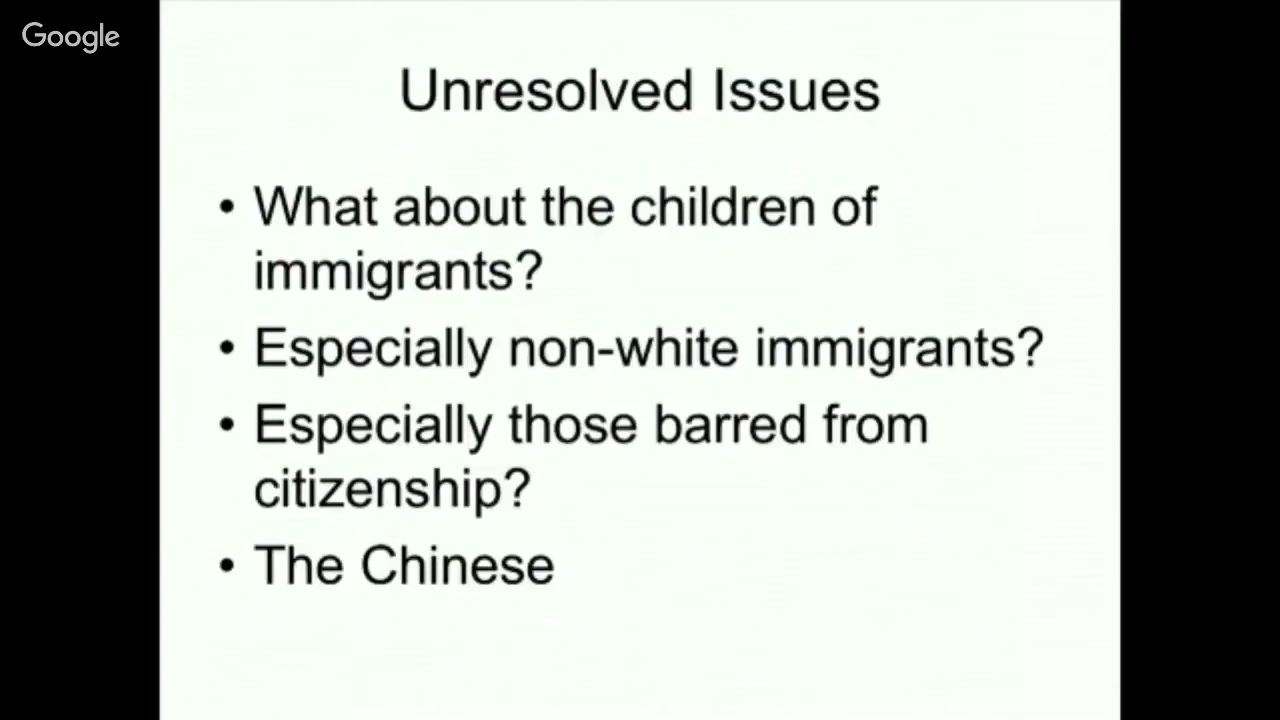 Google
Unresolved Issues
• What about the children of
immigrants?
• Especially non-white immigrants?
• Especially those barred from
citizenship?
• The Chinese